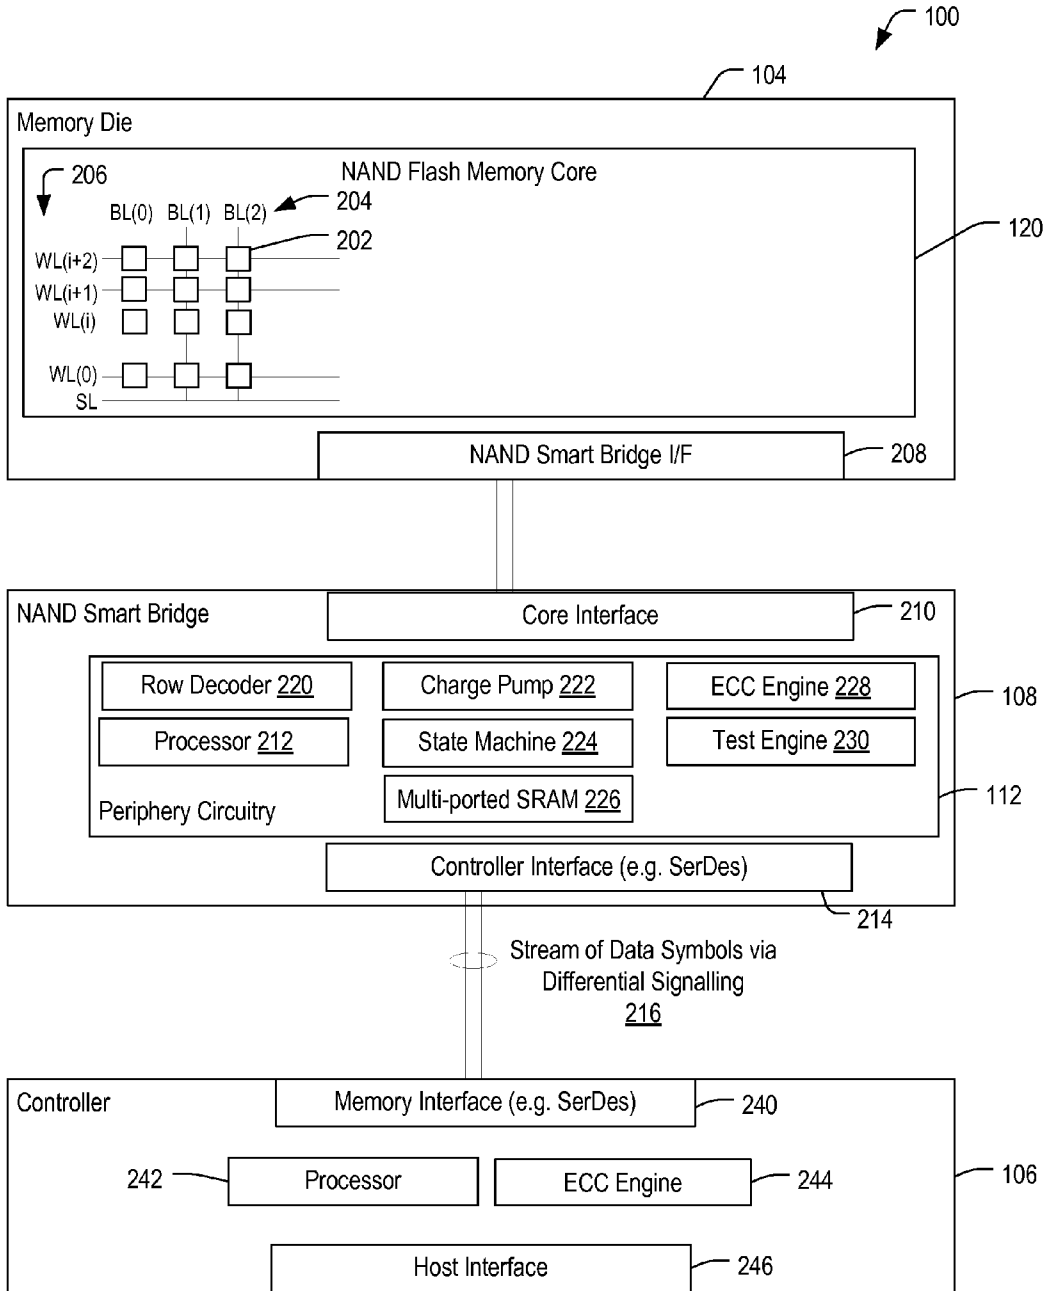 100
104
Memory Die
NAND Flash Memory Core
206
BL(0) BL(1) BL(2)
204
202
120
WL(i+2)
WL(i+1)
WL(i)
WL(0)
SL
NAND Smart Bridge I/F
208
NAND Smart Bridge
Core Interface
210
Row Decoder 220
Charge Pump 222
ECC Engine 228
108
Processor 212
State Machine 224
Test Engine 230
Multi-ported SRAM 226
112
Periphery Circuitry
Controller Interface (e.g. SerDes)
214
Stream of Data Symbols via
Differential Signalling
216
Controller
Memory Interface (e.g. SerDes)
240
242
Processor
ECC Engine
244
106
Host Interface
246